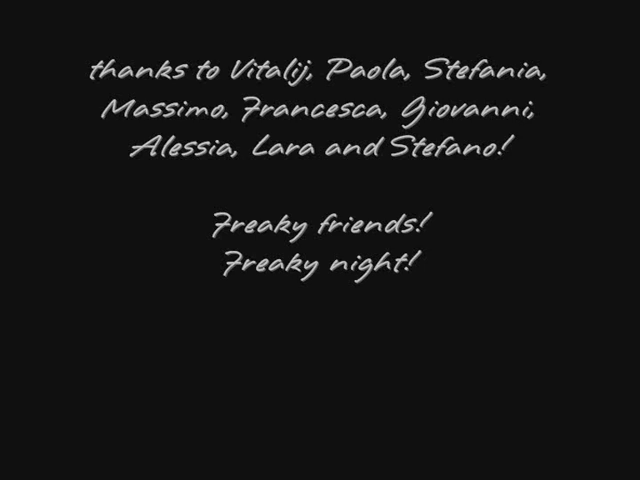 thanks to Vitalij, Paola, Stefania,
Massimo, Francesca, Giovanni,
Alessia, Lara and Stefano!
Freaky friends!
Freaky night!